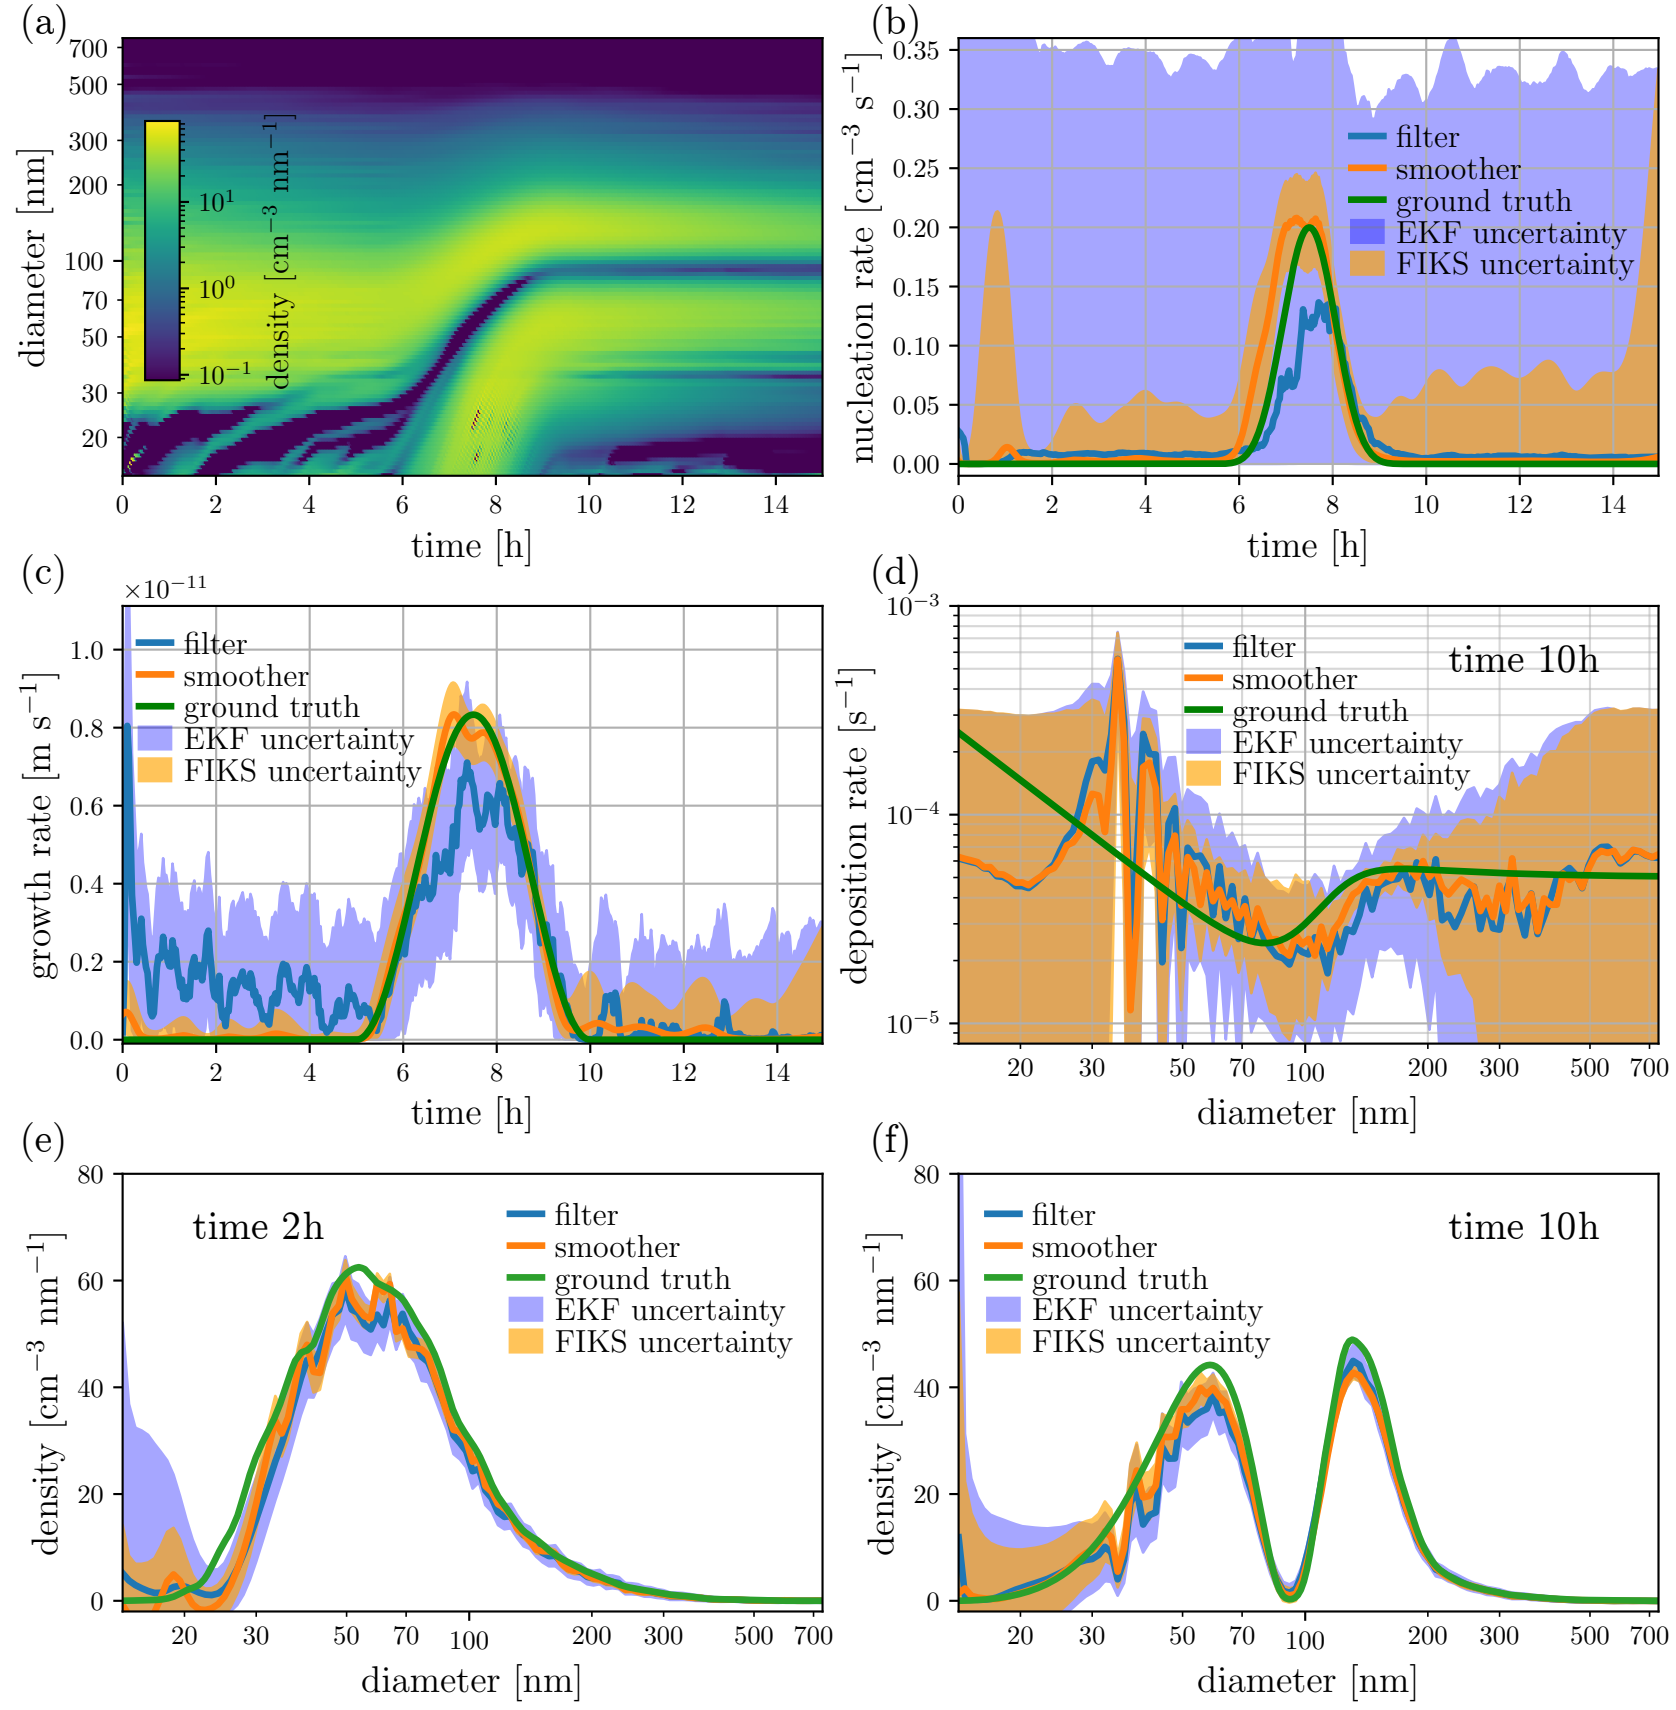 (a)
700
500
300
200
100
70
50
30
20
diameter [nm]
10¹
10⁰
10⁻¹
density [cm⁻³ nm⁻¹]
0 2 4 6 8 10 12 14
time [h]
(b)
0.35
0.30
0.25
0.20
0.15
0.10
0.05
0.00
nucleation rate [cm⁻³ s⁻¹]
filter
smoother
ground truth
EKF uncertainty
FIKS uncertainty
0 2 4 6 8 10 12 14
time [h]
(c)
×10⁻¹¹
1.0
0.8
0.6
0.4
0.2
0.0
growth rate [m s⁻¹]
filter
smoother
ground truth
EKF uncertainty
FIKS uncertainty
0 2 4 6 8 10 12 14
time [h]
(d)
10⁻³
10⁻⁴
10⁻⁵
deposition rate [s⁻¹]
filter
smoother
ground truth
EKF uncertainty
FIKS uncertainty
time 10h
20 30 50 70 100 200 300 500 700
diameter [nm]
(e)
80
60
40
20
0
density [cm⁻³ nm⁻¹]
time 2h
filter
smoother
ground truth
EKF uncertainty
FIKS uncertainty
20 30 50 70 100 200 300 500 700
diameter [nm]
(f)
80
60
40
20
0
density [cm⁻³ nm⁻¹]
filter
smoother
ground truth
EKF uncertainty
FIKS uncertainty
time 10h
20 30 50 70 100 200 300 500 700
diameter [nm]